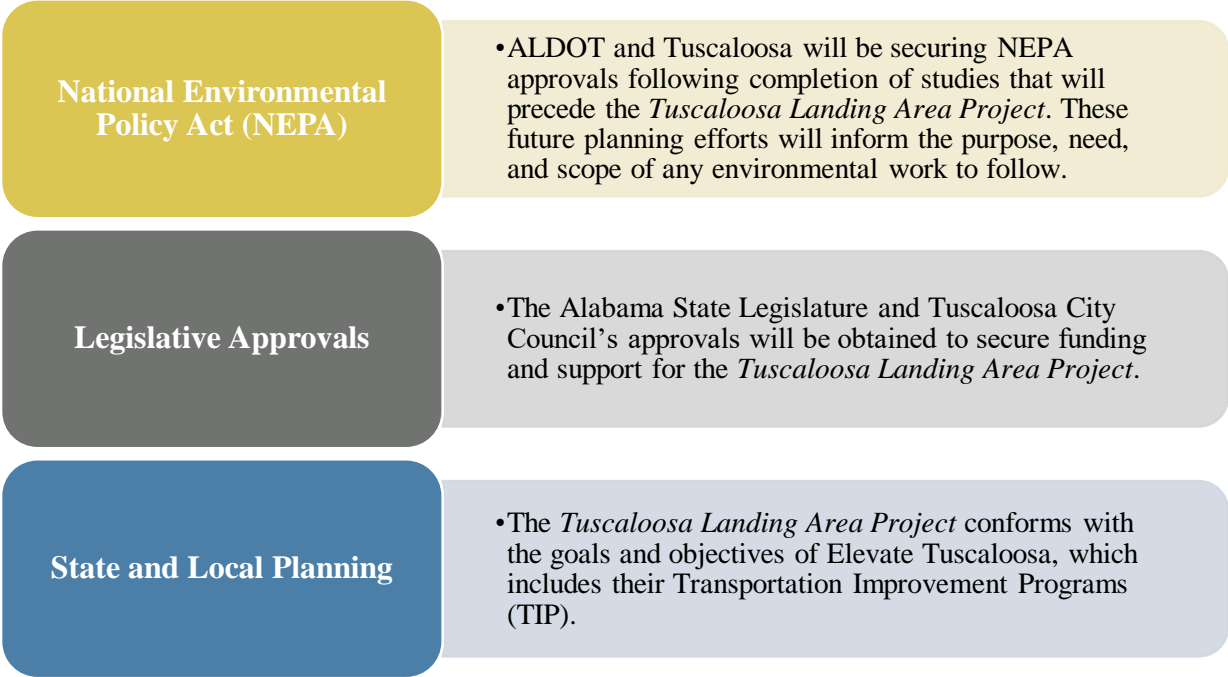 National Environmental
Policy Act (NEPA)
•ALDOT and Tuscaloosa will be securing NEPA
approvals following completion of studies that will
precede the Tuscaloosa Landing Area Project. These
future planning efforts will inform the purpose, need,
and scope of any environmental work to follow.
Legislative Approvals
•The Alabama State Legislature and Tuscaloosa City
Council’s approvals will be obtained to secure funding
and support for the Tuscaloosa Landing Area Project.
State and Local Planning
•The Tuscaloosa Landing Area Project conforms with
the goals and objectives of Elevate Tuscaloosa, which
includes their Transportation Improvement Programs
(TIP).